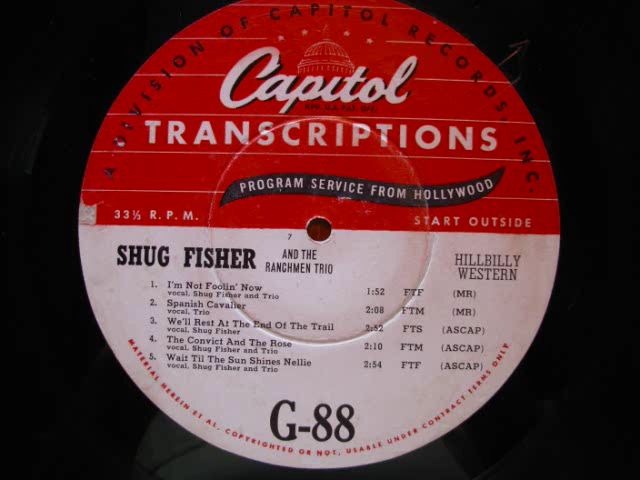 A DIVISION OF CAPITOL RECORDS, INC.
Capitol
REG. U.S. PAT. OFF.
TRANSCRIPTIONS
PROGRAM SERVICE FROM HOLLYWOOD
33⅓ R.P.M.
START OUTSIDE
7
SHUG FISHER AND THE
RANCHMEN TRIO
HILLBILLY
WESTERN
1. I'm Not Foolin' Now 1:52 FTF (MR)
vocal, Shug Fisher and Trio
2. Spanish Cavalier 2:08 FTM (MR)
vocal, Trio
3. We'll Rest At The End Of The Trail 2:52 FTS (ASCAP)
vocal, Shug Fisher
4. The Convict And The Rose 2:10 FTM (ASCAP)
vocal, Shug Fisher and Trio
5. Wait Til The Sun Shines Nellie 2:54 FTF (ASCAP)
vocal, Shug Fisher and Trio
G-88
MATERIAL HEREIN ET AL. COPYRIGHTED OR NOT, USABLE UNDER CONTRACT TERMS ONLY